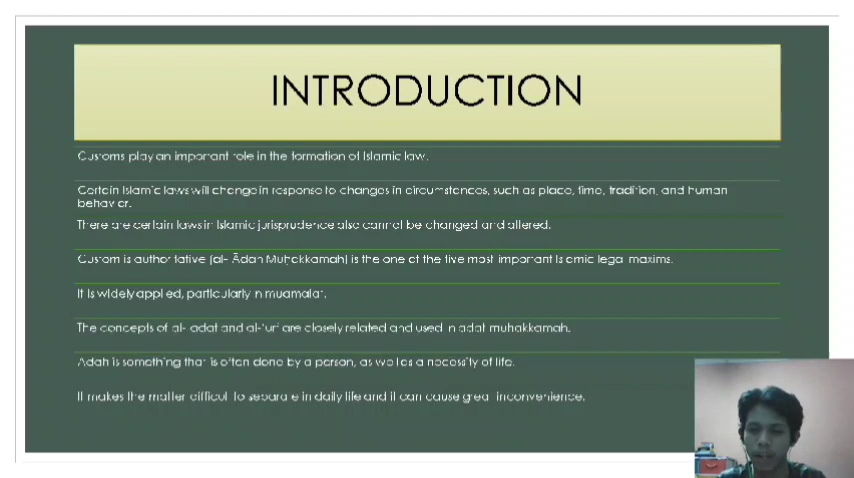 INTRODUCTION
Customs play an important role in the formation of Islamic law.
Certain Islamic laws will change in response to changes in circumstances, such as place, time, tradition, and human
behavior.
There are certain laws in Islamic jurisprudence also cannot be changed and altered.
Custom is authoritative (al- Ādah Muḥakkamah) is the one of the five most important Islamic legal maxims.
It is widely applied, particularly in muamalat.
The concepts of al-'adat and al-'urf are closely related and used in adat muhakkamah.
Adah is something that is often done by a person, as well as a necessity of life.
It makes the matter difficult to separate in daily life and it can cause great inconvenience.